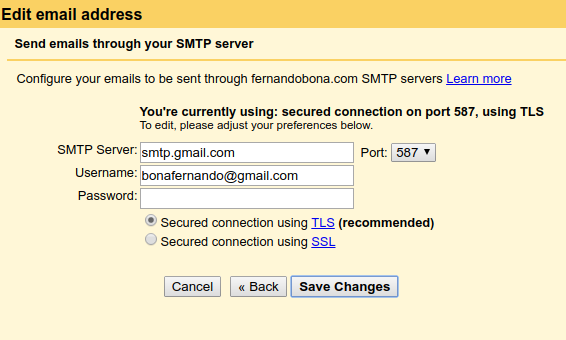 Edit email address
Send emails through your SMTP server
Configure your emails to be sent through fernandobona.com SMTP servers Learn more
You're currently using: secured connection on port 587, using TLS
To edit, please adjust your preferences below.
SMTP Server: smtp.gmail.com Port: 587
Username: bonafernando@gmail.com
Password:
Secured connection using TLS (recommended)
Secured connection using SSL
Cancel « Back Save Changes